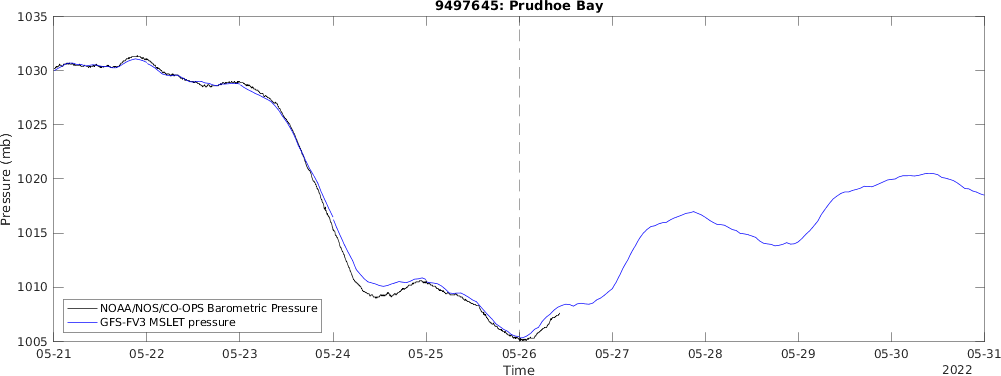 9497645: Prudhoe Bay
Pressure (mb)
1035
1030
1025
1020
1015
1010
1005
NOAA/NOS/CO-OPS Barometric Pressure
GFS-FV3 MSLET pressure
05-21 05-22 05-23 05-24 05-25 05-26 05-27 05-28 05-29 05-30 05-31
Time
2022